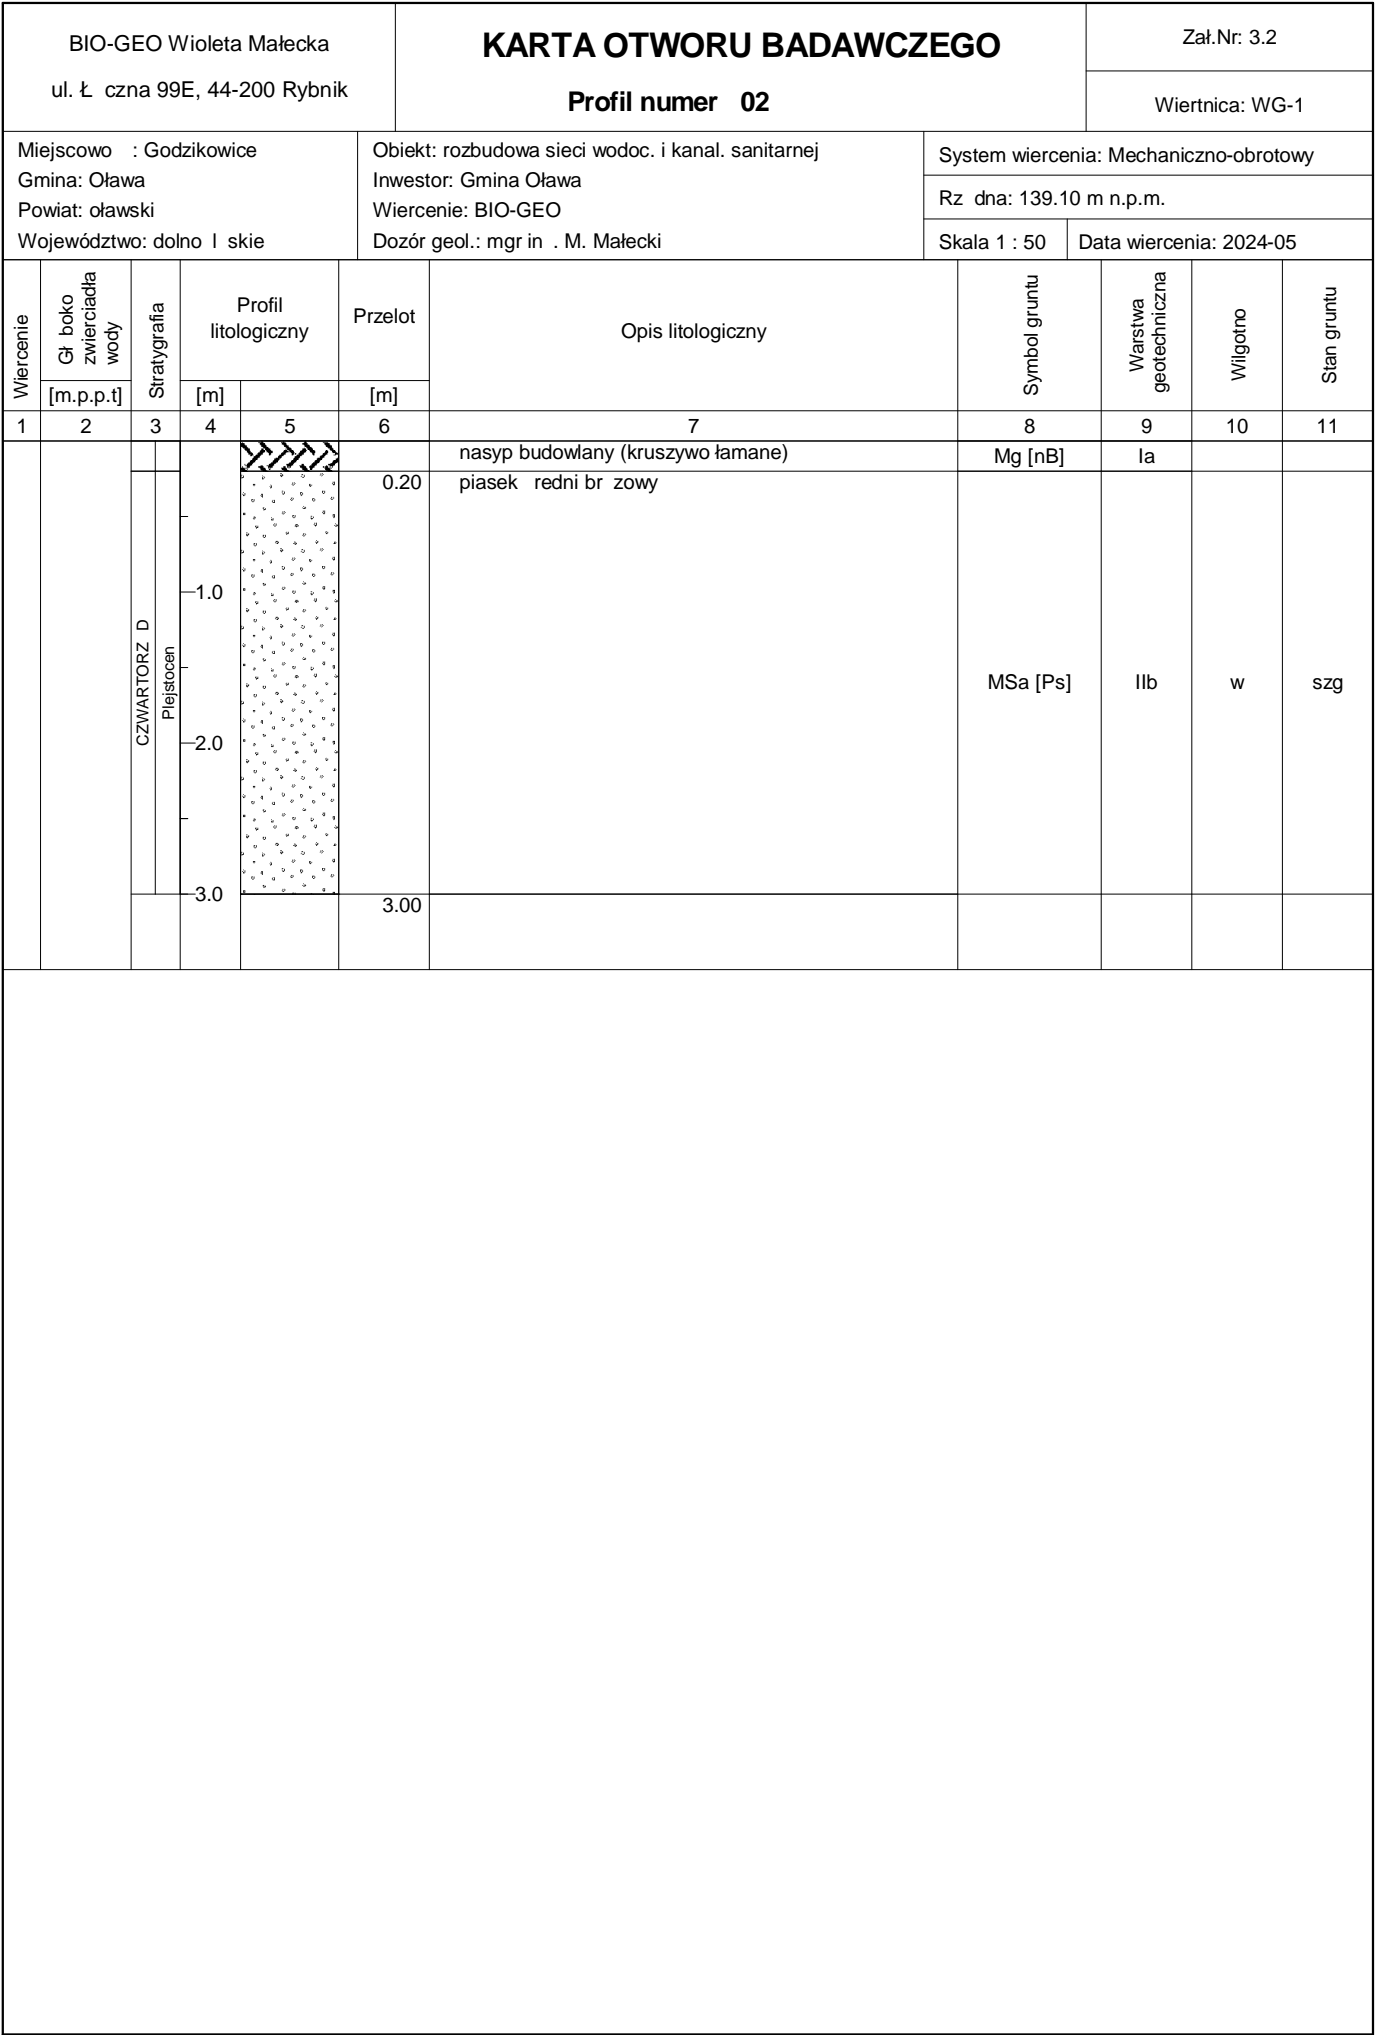 BIO-GEO Wioleta Małecka
ul. Ł czna 99E, 44-200 Rybnik
KARTA OTWORU BADAWCZEGO
Profil numer 02
Zał.Nr: 3.2
Wiertnica: WG-1
Miejscowo : Godzikowice
Gmina: Oława
Powiat: oławski
Województwo: dolno l skie
Obiekt: rozbudowa sieci wodoc. i kanal. sanitarnej
Inwestor: Gmina Oława
Wiercenie: BIO-GEO
Dozór geol.: mgr in . M. Małecki
System wiercenia: Mechaniczno-obrotowy
Rz dna: 139.10 m n.p.m.
Skala 1 : 50
Data wiercenia: 2024-05
Wiercenie
Gł boko
zwierciadła
wody
[m.p.p.t]
Stratygrafia
Profil
litologiczny
[m]
Przelot
[m]
Opis litologiczny
Symbol gruntu
Warstwa
geotechniczna
Wilgotno
Stan gruntu
1 2 3 4 5 6 7 8 9 10 11
nasyp budowlany (kruszywo łamane) Mg [nB] Ia
0.20 piasek redni br zowy
1.0
CZWARTORZ D
Plejstocen
MSa [Ps] IIb w szg
2.0
3.0
3.00